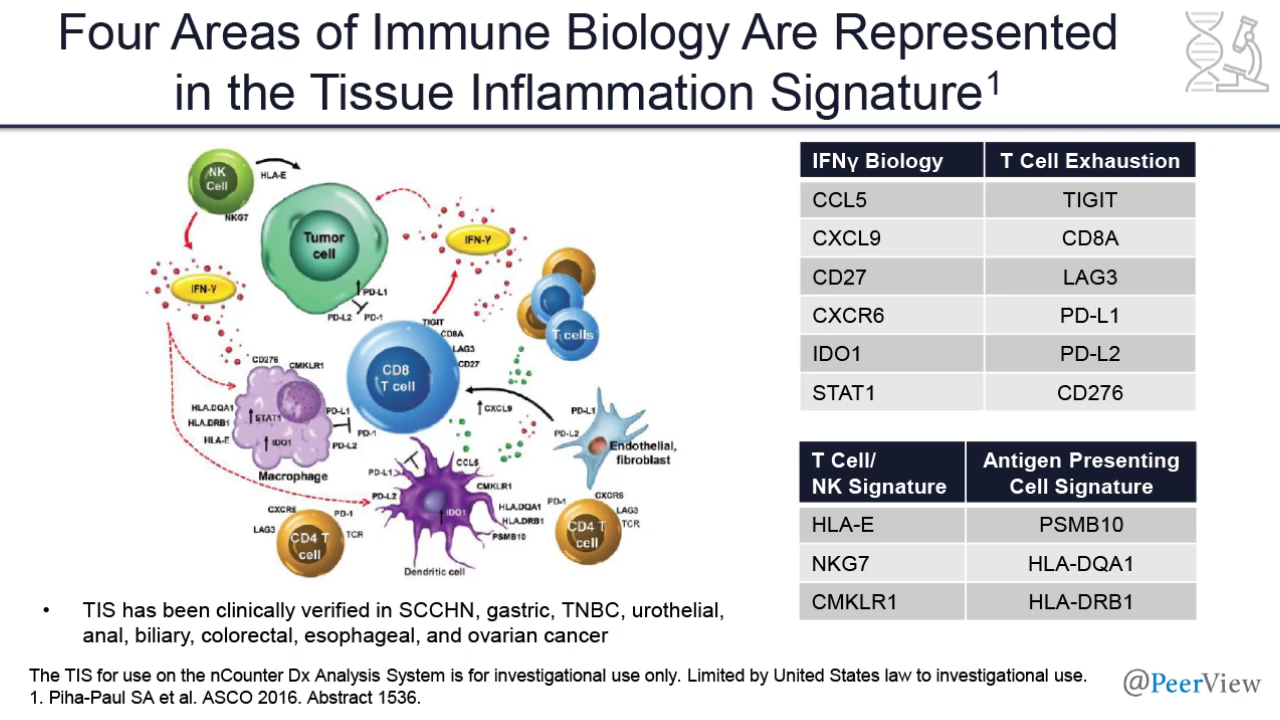 Four Areas of Immune Biology Are Represented
in the Tissue Inflammation Signature1
NK
Cell
HLA-E
NKG7
Tumor
cell
IFN-γ
IFN-γ
PD-L1
PD-L2
PD-1
TIGIT
CD8A
LAG3
CD27
T cells
CD8
T cell
CD276
CMKLR1
HLA.DQA1
HLA.DRB1
HLA-E
STAT1
IDO1
PD-L1
PD-1
PD-L2
Macrophage
CXCL9
PD-L1
PD-L2
Endothelial,
fibroblast
CCL5
PD-L1
PD-L2
CMKLR1
HLA.DQA1
HLA.DRB1
PSMB10
IDO1
Dendritic cell
CXCR6
PD-1
LAG3
TCR
CD4 T
cell
CXCR6
PD-1
LAG3
TCR
CD4 T
cell
IFNγ Biology T Cell Exhaustion
CCL5 TIGIT
CXCL9 CD8A
CD27 LAG3
CXCR6 PD-L1
IDO1 PD-L2
STAT1 CD276
T Cell/ Antigen Presenting
NK Signature Cell Signature
HLA-E PSMB10
NKG7 HLA-DQA1
CMKLR1 HLA-DRB1
• TIS has been clinically verified in SCCHN, gastric, TNBC, urothelial,
anal, biliary, colorectal, esophageal, and ovarian cancer
The TIS for use on the nCounter Dx Analysis System is for investigational use only. Limited by United States law to investigational use.
1. Piha-Paul SA et al. ASCO 2016. Abstract 1536.
@PeerView